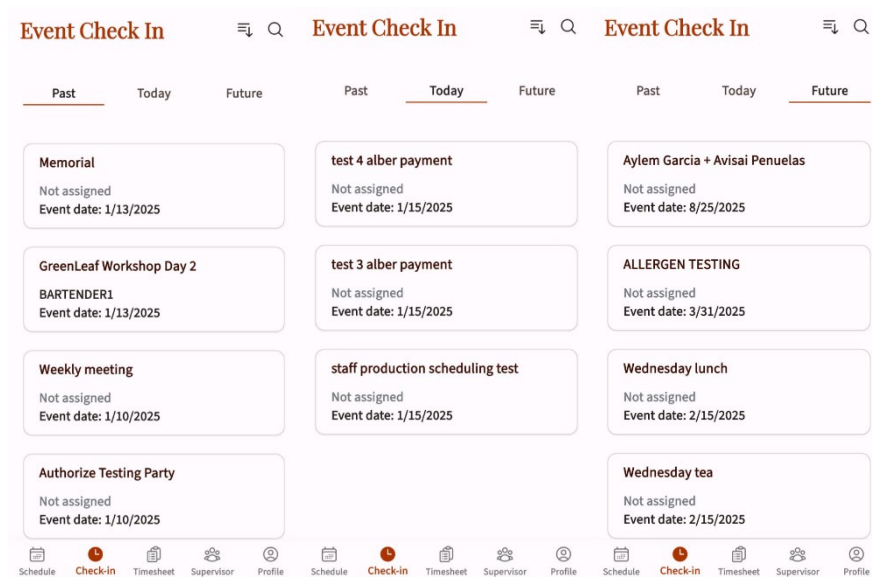 Event Check In
Past Today Future
Memorial
Not assigned
Event date: 1/13/2025
GreenLeaf Workshop Day 2
BARTENDER1
Event date: 1/13/2025
Weekly meeting
Not assigned
Event date: 1/10/2025
Authorize Testing Party
Not assigned
Event date: 1/10/2025
Schedule Check-in Timesheet Supervisor Profile
Event Check In
Past Today Future
test 4 alber payment
Not assigned
Event date: 1/15/2025
test 3 alber payment
Not assigned
Event date: 1/15/2025
staff production scheduling test
Not assigned
Event date: 1/15/2025
Schedule Check-in Timesheet Supervisor Profile
Event Check In
Past Today Future
Aylem Garcia + Avisai Penuelas
Not assigned
Event date: 8/25/2025
ALLERGEN TESTING
Not assigned
Event date: 3/31/2025
Wednesday lunch
Not assigned
Event date: 2/15/2025
Wednesday tea
Not assigned
Event date: 2/15/2025
Schedule Check-in Timesheet Supervisor Profile